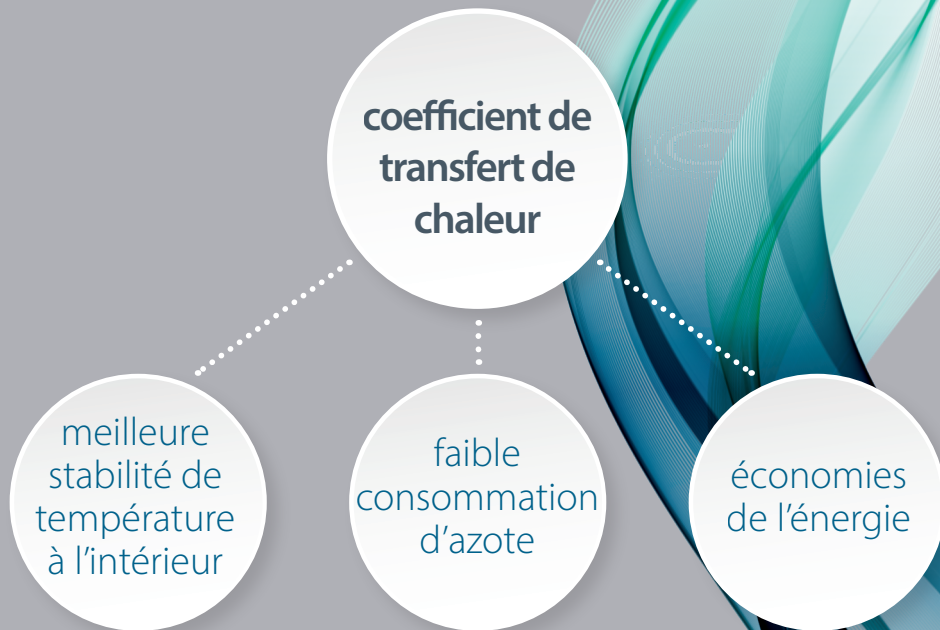 coefficient de
transfert de
chaleur
meilleure
stabilité de
température
à l'intérieur
faible
consommation
d'azote
économies
de l'énergie